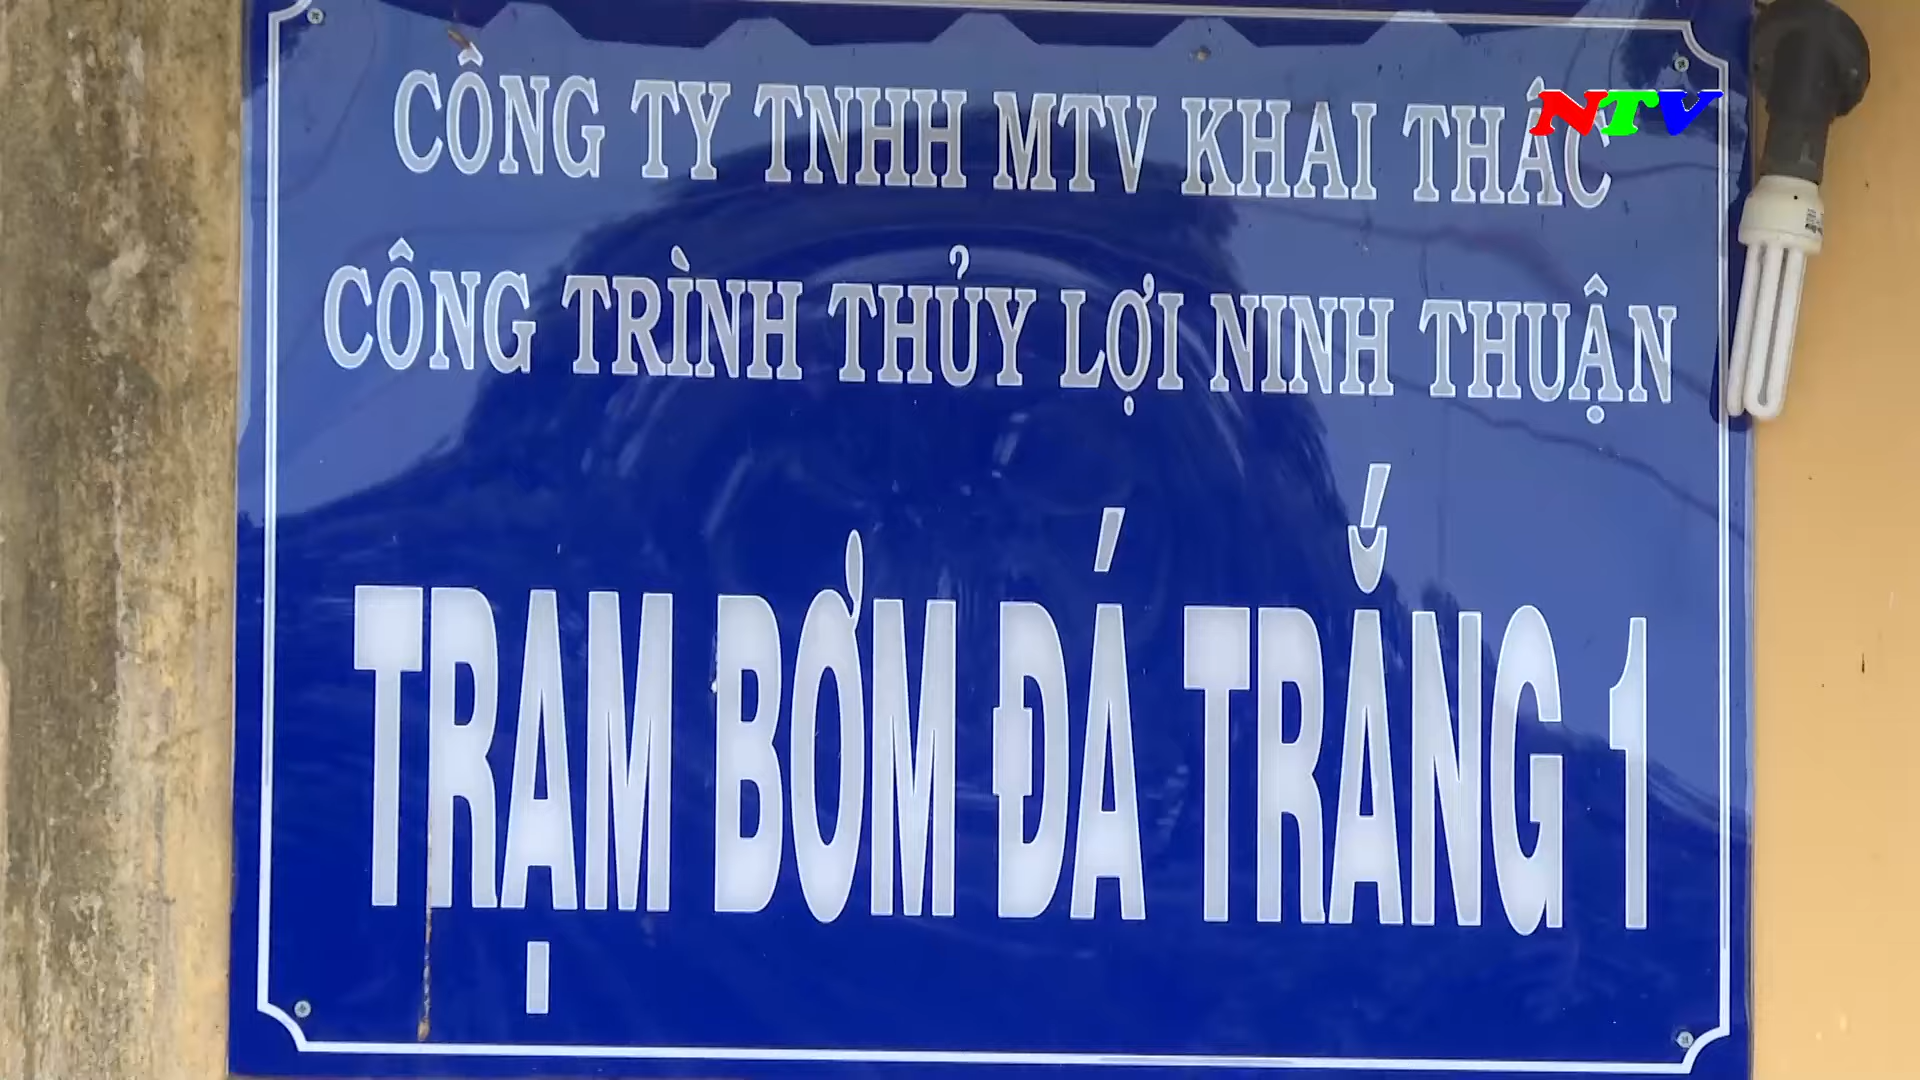 CÔNG TY TNHH MTV KHAI THÁC
NTV
CÔNG TRÌNH THỦY LỢI NINH THUẬN
TRẠM BƠM ĐÁ TRẮNG 1